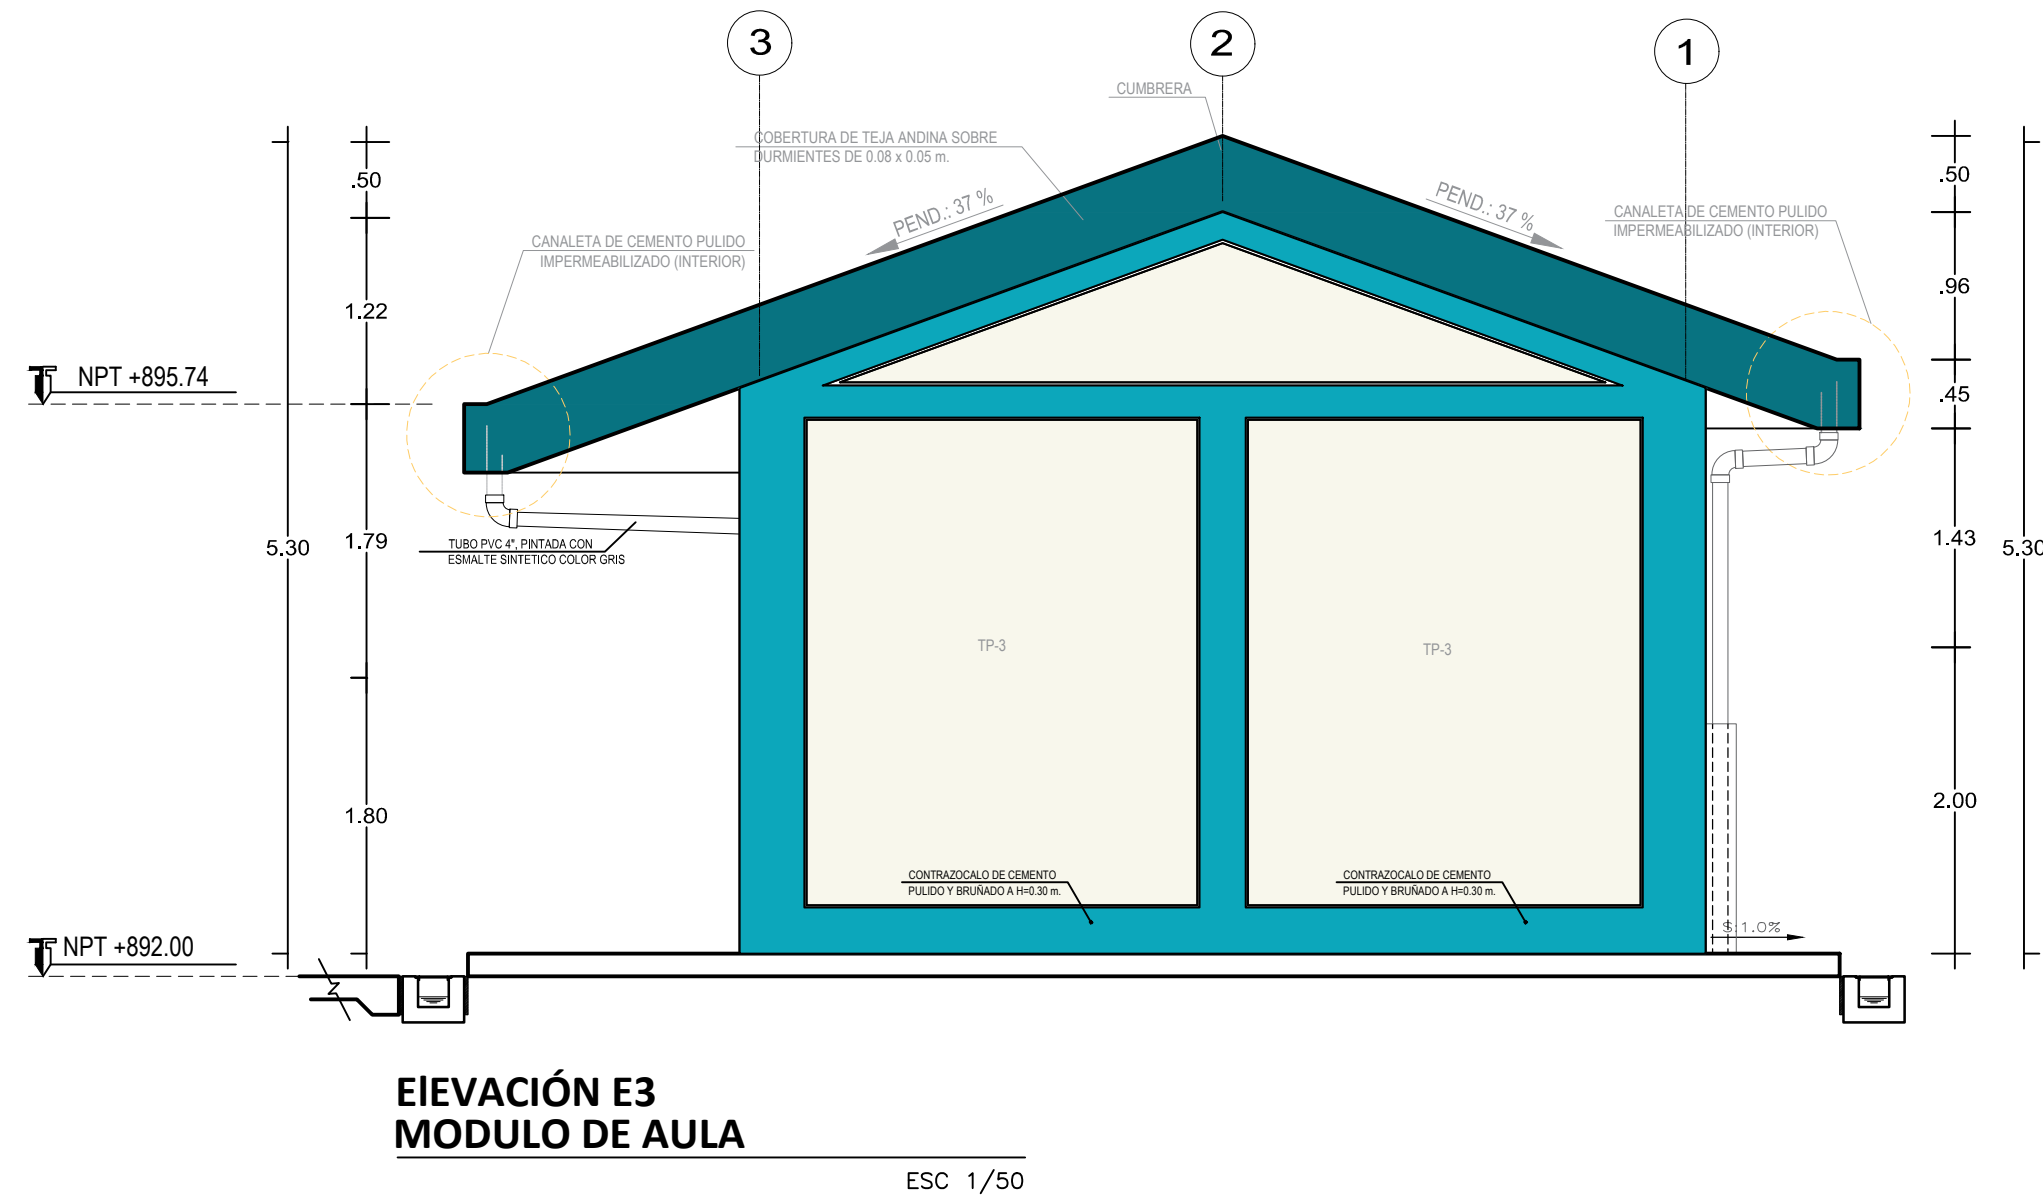 3
2
1
CUMBRERA
COBERTURA DE TEJA ANDINA SOBRE
DURMIENTES DE 0.08 x 0.05 m.
PEND.: 37 %
PEND.: 37 %
CANALETA DE CEMENTO PULIDO
IMPERMEABILIZADO (INTERIOR)
CANALETA DE CEMENTO PULIDO
IMPERMEABILIZADO (INTERIOR)
.50
1.22
1.79
1.80
5.30
.50
.96
.45
1.43
2.00
5.30
NPT +895.74
TUBO PVC 4", PINTADA CON
ESMALTE SINTETICO COLOR GRIS
TP-3
TP-3
CONTRAZOCALO DE CEMENTO
PULIDO Y BRUÑADO A H=0.30 m.
CONTRAZOCALO DE CEMENTO
PULIDO Y BRUÑADO A H=0.30 m.
S:1.0%
NPT +892.00
ElEVACIÓN E3
MODULO DE AULA
ESC 1/50